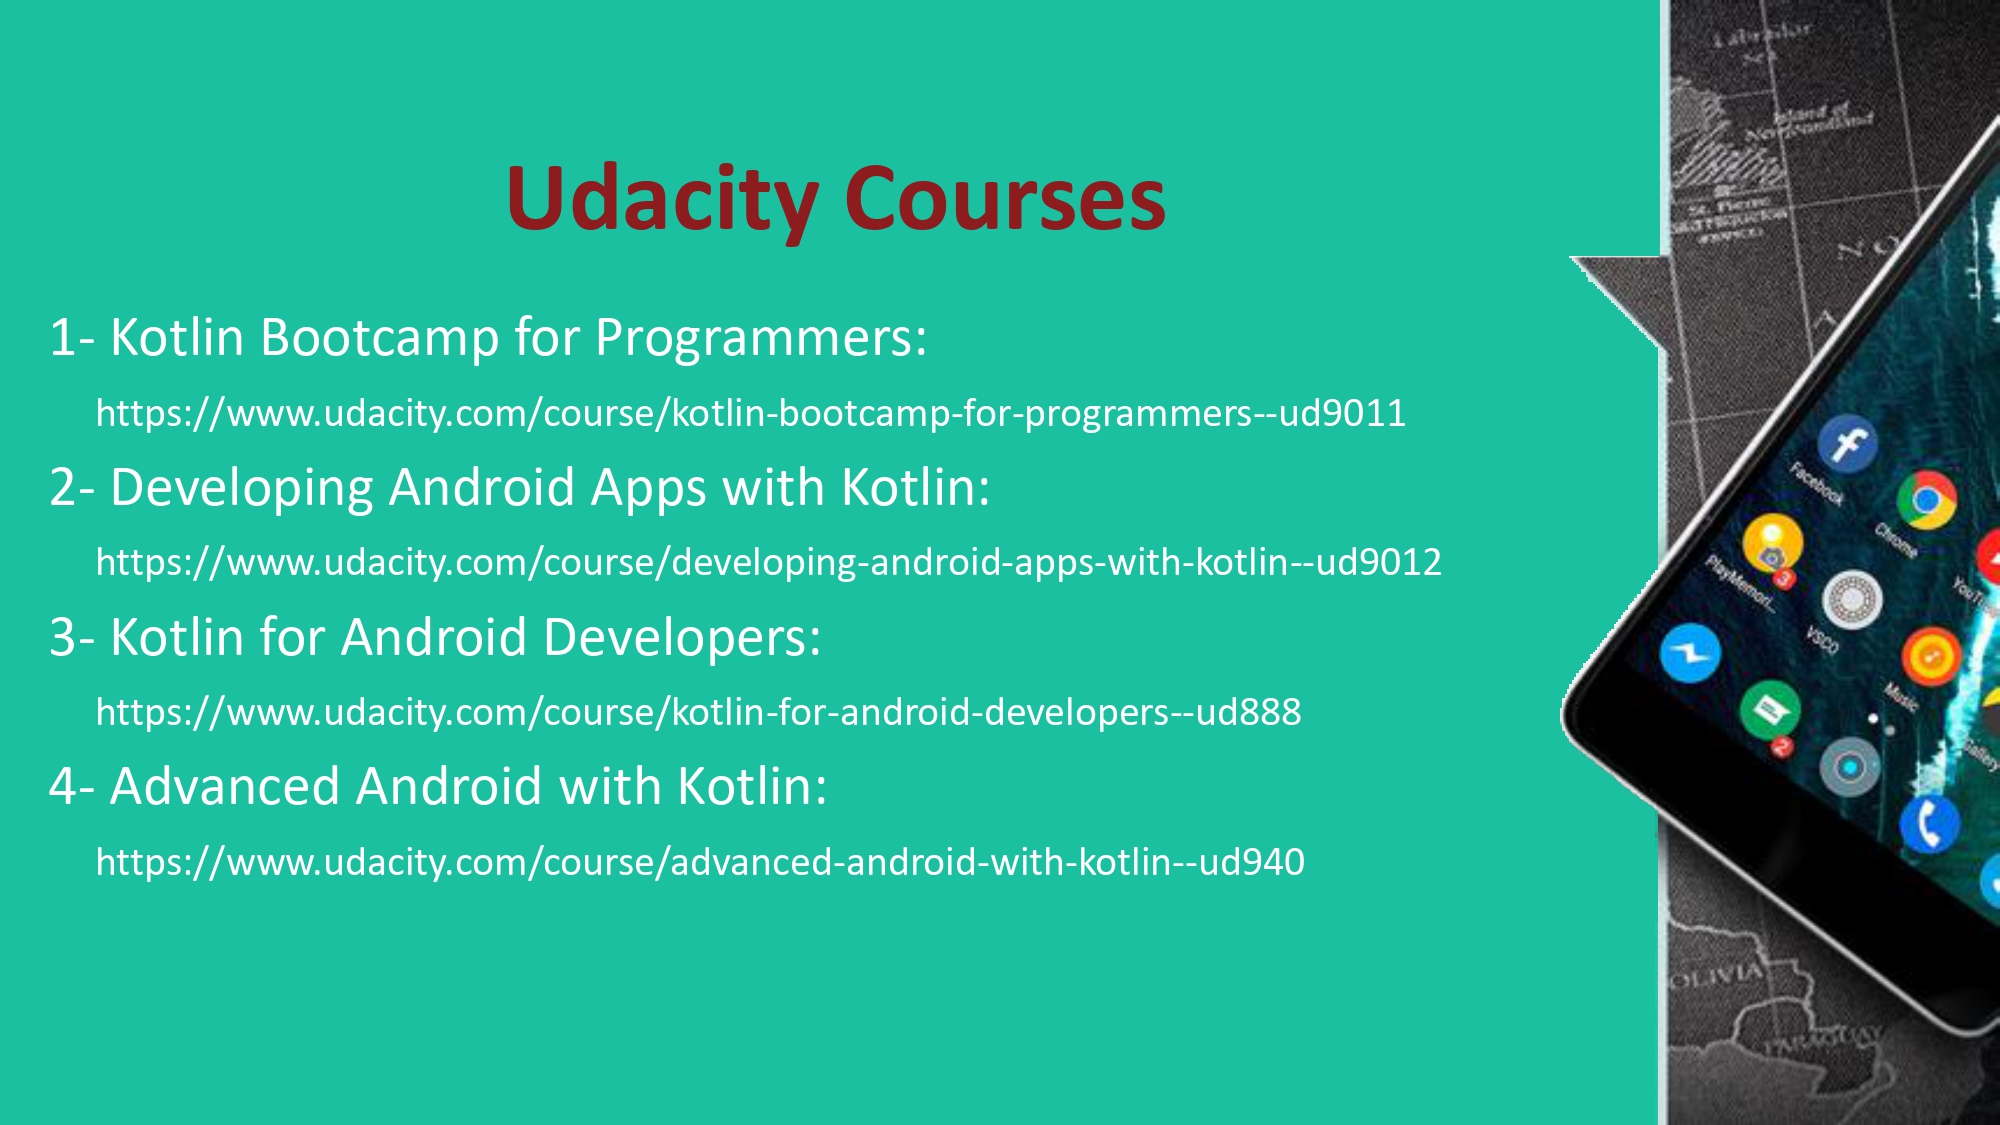 Udacity Courses
1- Kotlin Bootcamp for Programmers:
https://www.udacity.com/course/kotlin-bootcamp-for-programmers--ud9011
2- Developing Android Apps with Kotlin:
https://www.udacity.com/course/developing-android-apps-with-kotlin--ud9012
3- Kotlin for Android Developers:
https://www.udacity.com/course/kotlin-for-android-developers--ud888
4- Advanced Android with Kotlin:
https://www.udacity.com/course/advanced-android-with-kotlin--ud940
Labrador
Island of
Newfoundland
St. Pierre
(FRANCE)
N O
Facebook
Chrome
PlayMemori...
3
VSCO
YouTu
Music
2
Gallery
OLIVIA
PARAGUAY